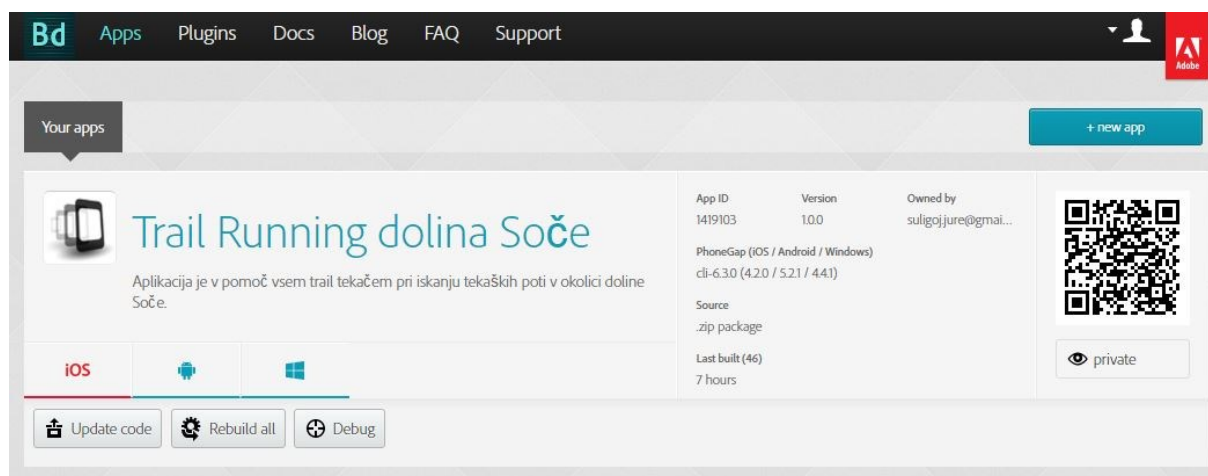 Bd Apps Plugins Docs Blog FAQ Support
Adobe
Your apps
+ new app
Trail Running dolina Soče
Aplikacija je v pomoč vsem trail tekačem pri iskanju tekaških poti v okolici doline
Soče.
App ID Version Owned by
1419103 1.0.0 suligoj.jure@gmai...
PhoneGap (iOS / Android / Windows)
cli-6.3.0 (4.2.0 / 5.2.1 / 4.4.1)
Source
.zip package
Last built (46)
7 hours
private
iOS
Update code Rebuild all Debug